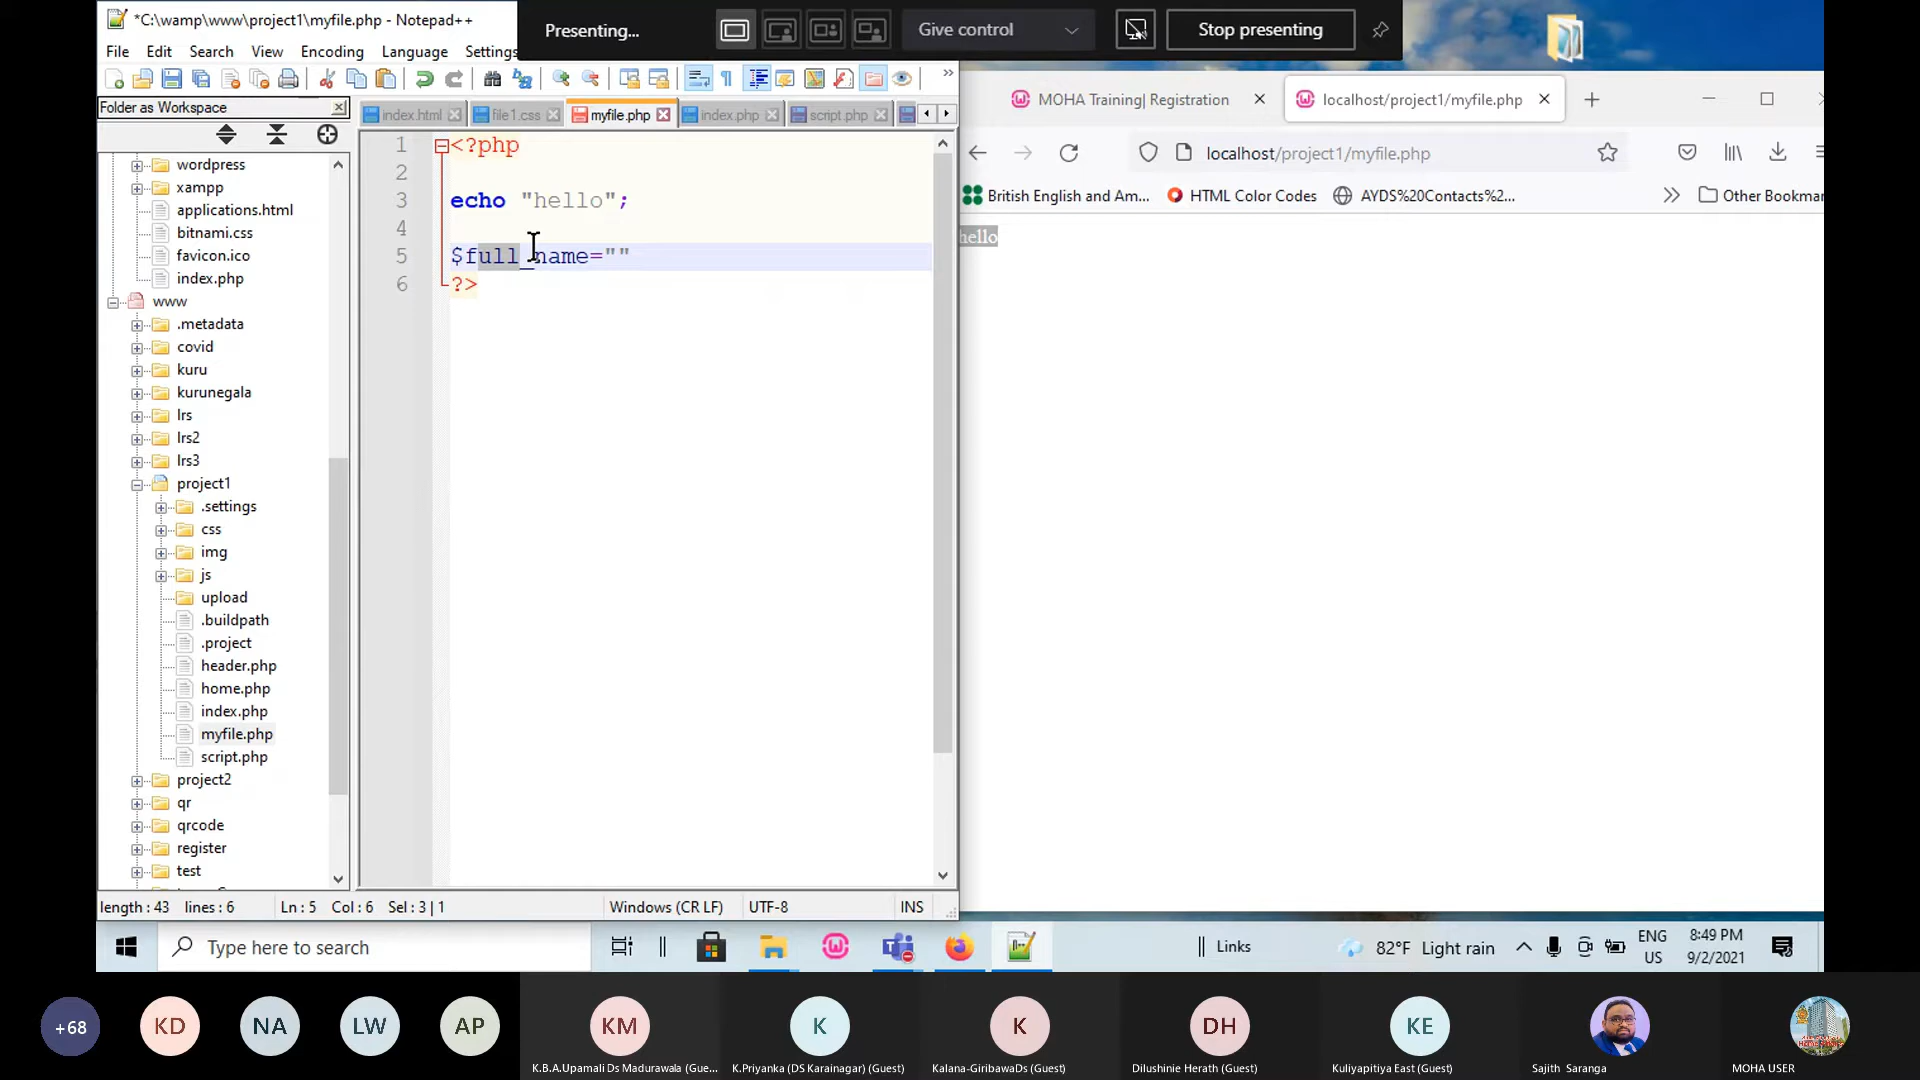 *C:\wamp\www\project1\myfile.php - Notepad++
Presenting...
Give control
Stop presenting
File Edit Search View Encoding Language Settings
Folder as Workspace
index.html
file1.css
myfile.php
index.php
script.php
wordpress
xampp
applications.html
bitnami.css
favicon.ico
index.php
www
.metadata
covid
kuru
kurunegala
lrs
lrs2
lrs3
project1
.settings
css
img
js
upload
.buildpath
.project
header.php
home.php
index.php
myfile.php
script.php
project2
qr
qrcode
register
test
1 <?php
2
3 echo "hello";
4
5 $full_name=""
6 ?>
length : 43 lines : 6 Ln : 5 Col : 6 Sel : 3 | 1 Windows (CR LF) UTF-8 INS
MOHA Training| Registration
localhost/project1/myfile.php
localhost/project1/myfile.php
British English and Am...
HTML Color Codes
AYDS%20Contacts%2...
Other Bookmar
hello
Type here to search
Links
82°F Light rain
ENG
US
8:49 PM
9/2/2021
+68
KD
NA
LW
AP
KM
K
K
DH
KE
K.B.A.Upamali Ds Madurawala (Gue...
K.Priyanka (DS Karainagar) (Guest)
Kalana-GiribawaDs (Guest)
Dilushinie Herath (Guest)
Kuliyapitiya East (Guest)
Sajith Saranga
MOHA USER